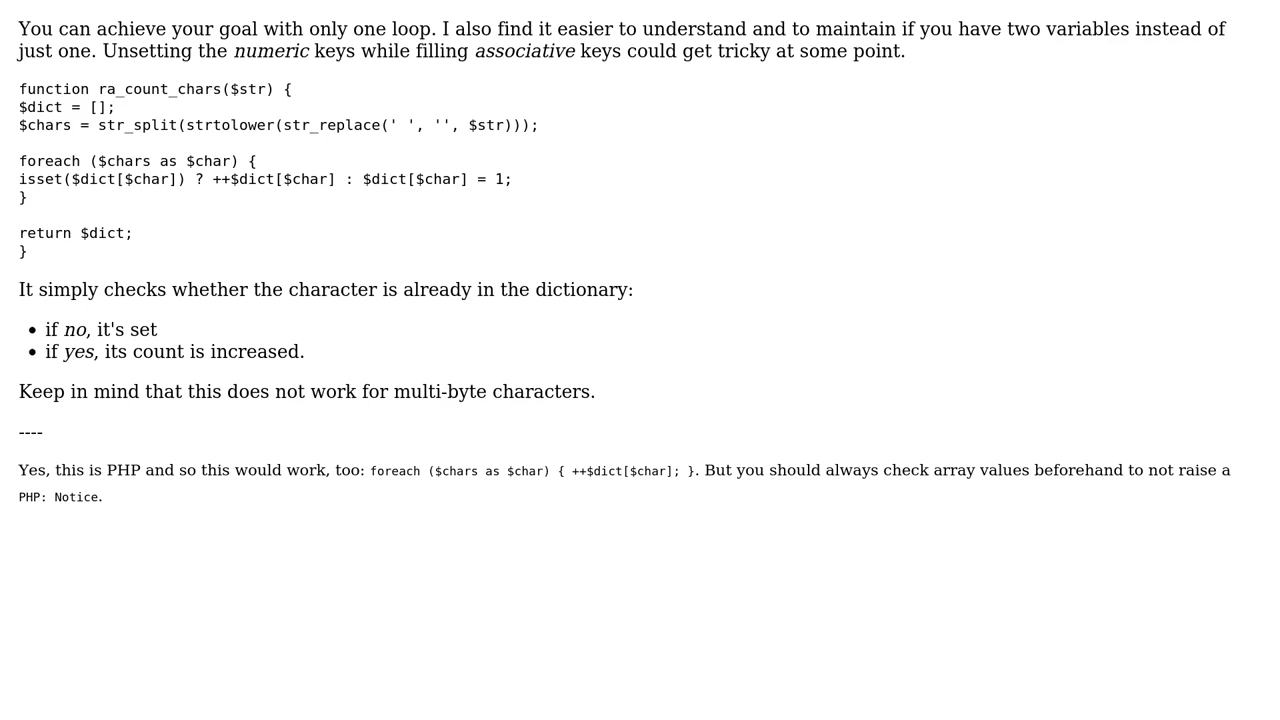 You can achieve your goal with only one loop. I also find it easier to understand and to maintain if you have two variables instead of
just one. Unsetting the numeric keys while filling associative keys could get tricky at some point.
function ra_count_chars($str) {
$dict = [];
$chars = str_split(strtolower(str_replace(' ', '', $str)));
foreach ($chars as $char) {
isset($dict[$char]) ? ++$dict[$char] : $dict[$char] = 1;
}
return $dict;
}
It simply checks whether the character is already in the dictionary:
• if no, it's set
• if yes, its count is increased.
Keep in mind that this does not work for multi-byte characters.
----
Yes, this is PHP and so this would work, too: foreach ($chars as $char) { ++$dict[$char]; }. But you should always check array values beforehand to not raise a
PHP: Notice.